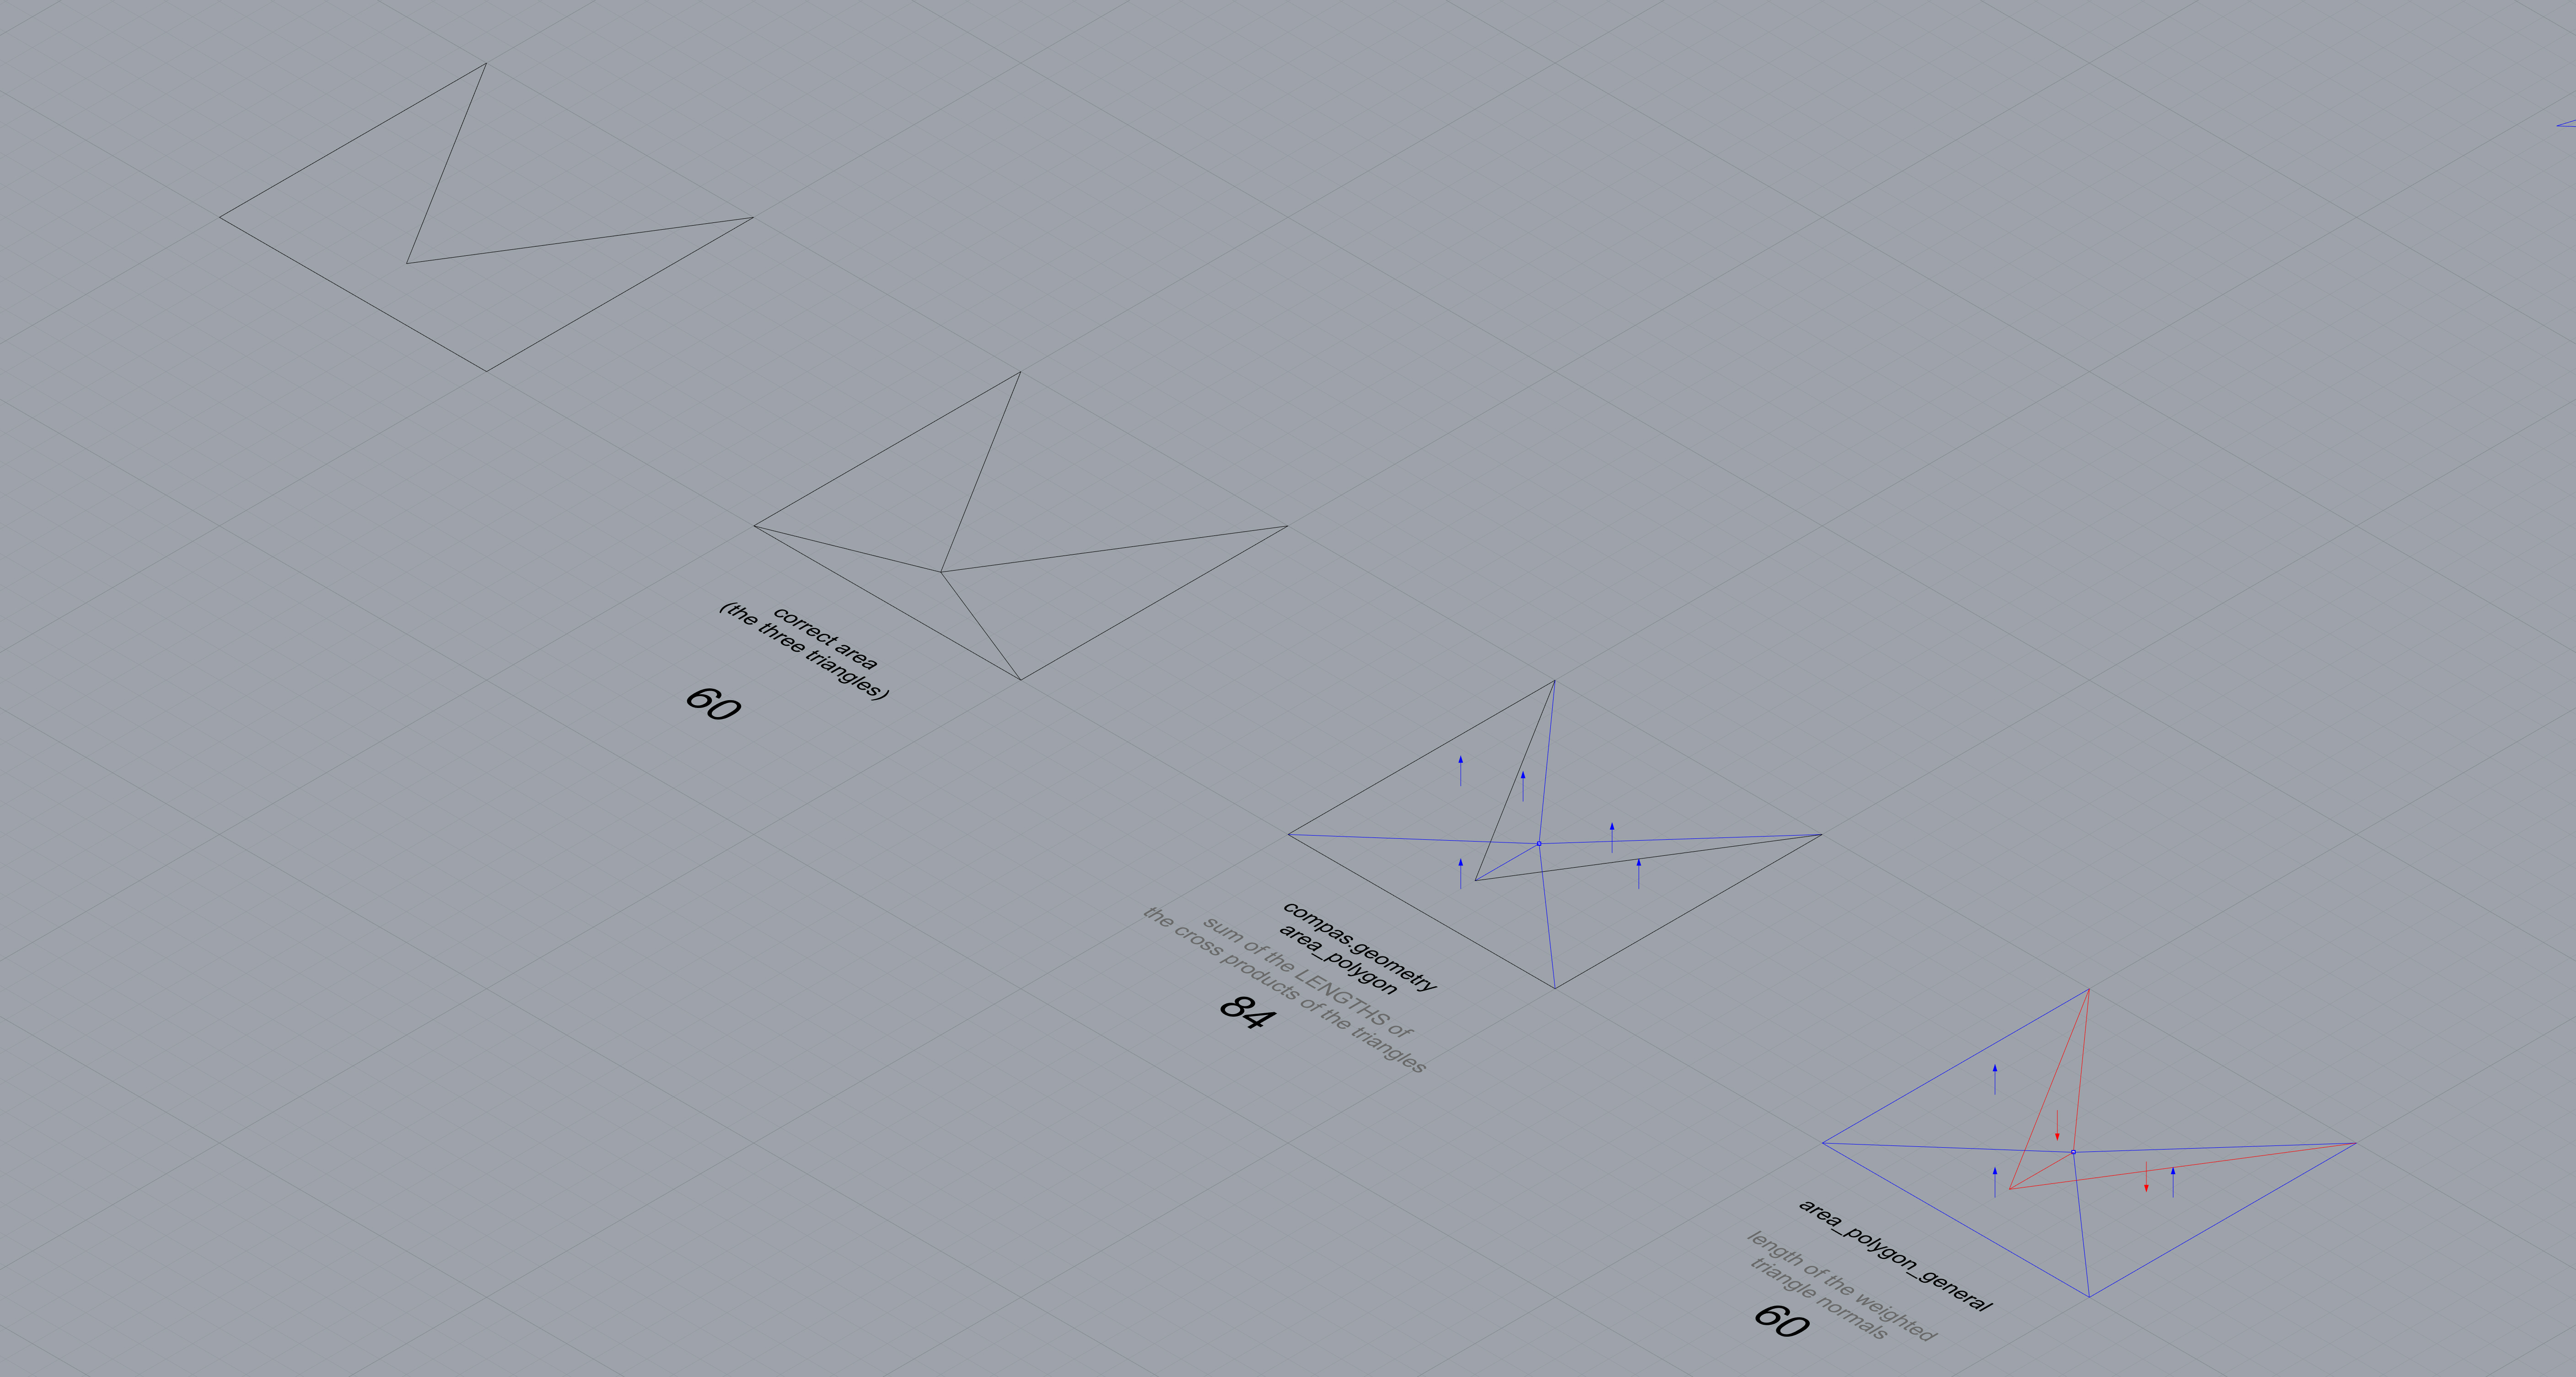 correct area
(the three triangles)
60
compas.geometry
area_polygon
sum of the LENGTHS of
the cross products of the triangles
84
area_polygon_general
length of the weighted
triangle normals
60